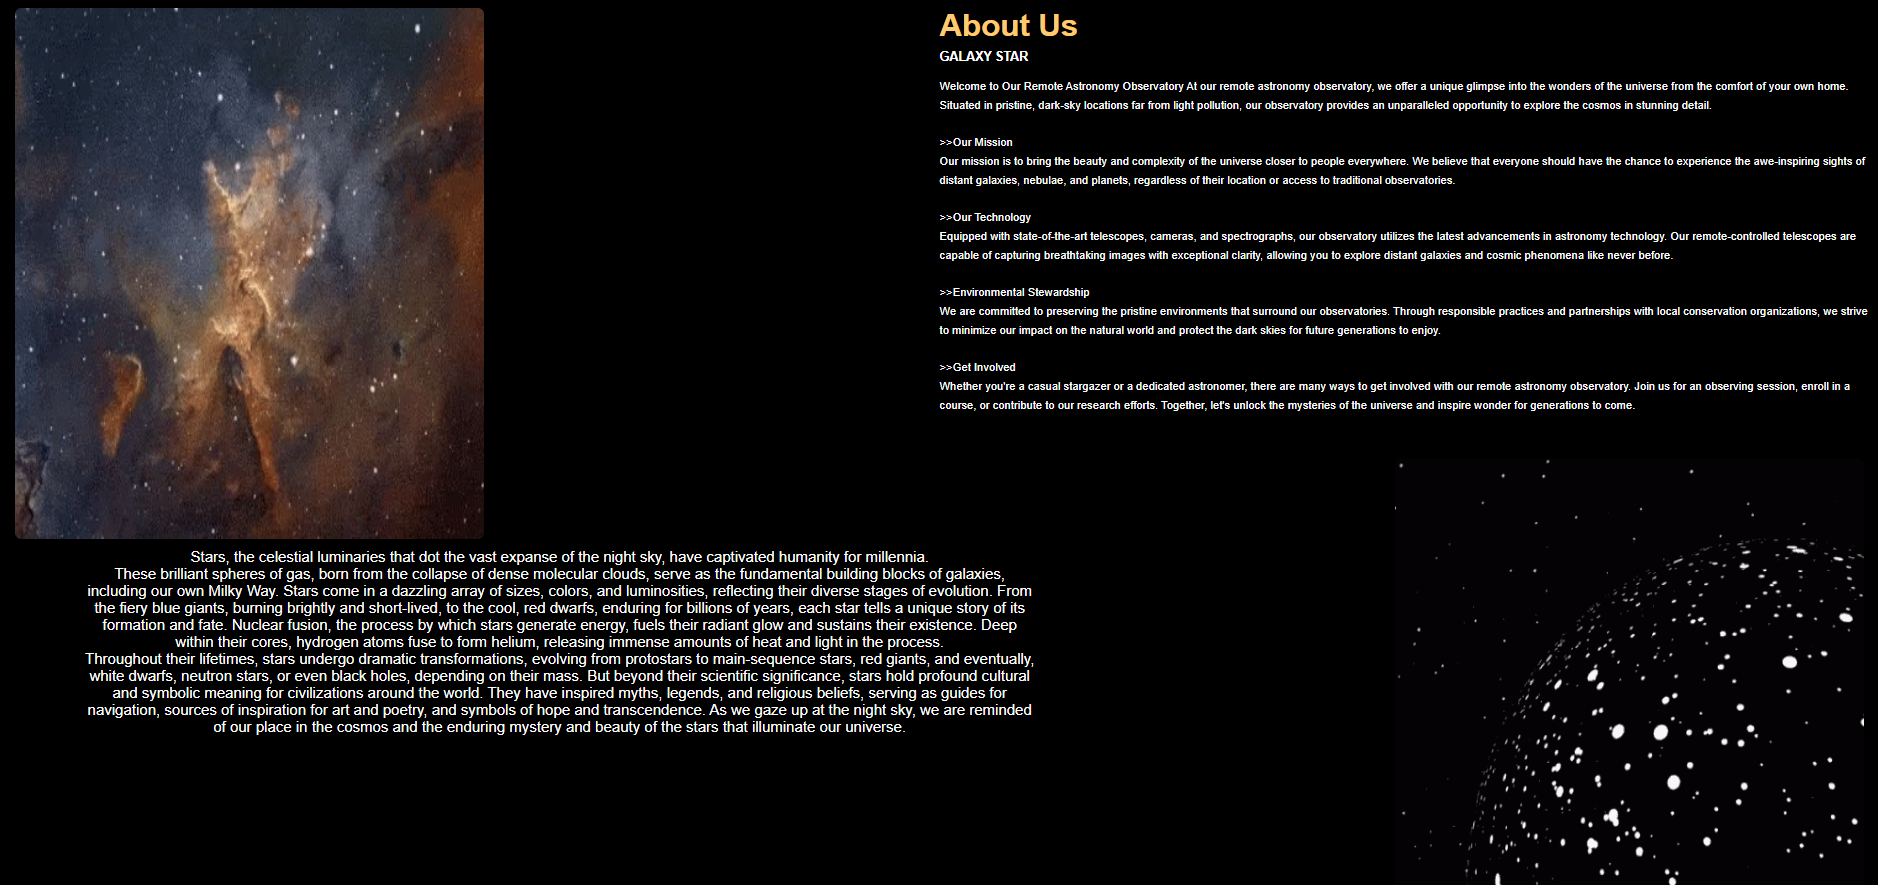 About Us
GALAXY STAR
Welcome to Our Remote Astronomy Observatory At our remote astronomy observatory, we offer a unique glimpse into the wonders of the universe from the comfort of your own home.
Situated in pristine, dark-sky locations far from light pollution, our observatory provides an unparalleled opportunity to explore the cosmos in stunning detail.
>>Our Mission
Our mission is to bring the beauty and complexity of the universe closer to people everywhere. We believe that everyone should have the chance to experience the awe-inspiring sights of
distant galaxies, nebulae, and planets, regardless of their location or access to traditional observatories.
>>Our Technology
Equipped with state-of-the-art telescopes, cameras, and spectrographs, our observatory utilizes the latest advancements in astronomy technology. Our remote-controlled telescopes are
capable of capturing breathtaking images with exceptional clarity, allowing you to explore distant galaxies and cosmic phenomena like never before.
>>Environmental Stewardship
We are committed to preserving the pristine environments that surround our observatories. Through responsible practices and partnerships with local conservation organizations, we strive
to minimize our impact on the natural world and protect the dark skies for future generations to enjoy.
>>Get Involved
Whether you're a casual stargazer or a dedicated astronomer, there are many ways to get involved with our remote astronomy observatory. Join us for an observing session, enroll in a
course, or contribute to our research efforts. Together, let's unlock the mysteries of the universe and inspire wonder for generations to come.
Stars, the celestial luminaries that dot the vast expanse of the night sky, have captivated humanity for millennia.
These brilliant spheres of gas, born from the collapse of dense molecular clouds, serve as the fundamental building blocks of galaxies,
including our own Milky Way. Stars come in a dazzling array of sizes, colors, and luminosities, reflecting their diverse stages of evolution. From
the fiery blue giants, burning brightly and short-lived, to the cool, red dwarfs, enduring for billions of years, each star tells a unique story of its
formation and fate. Nuclear fusion, the process by which stars generate energy, fuels their radiant glow and sustains their existence. Deep
within their cores, hydrogen atoms fuse to form helium, releasing immense amounts of heat and light in the process.
Throughout their lifetimes, stars undergo dramatic transformations, evolving from protostars to main-sequence stars, red giants, and eventually,
white dwarfs, neutron stars, or even black holes, depending on their mass. But beyond their scientific significance, stars hold profound cultural
and symbolic meaning for civilizations around the world. They have inspired myths, legends, and religious beliefs, serving as guides for
navigation, sources of inspiration for art and poetry, and symbols of hope and transcendence. As we gaze up at the night sky, we are reminded
of our place in the cosmos and the enduring mystery and beauty of the stars that illuminate our universe.